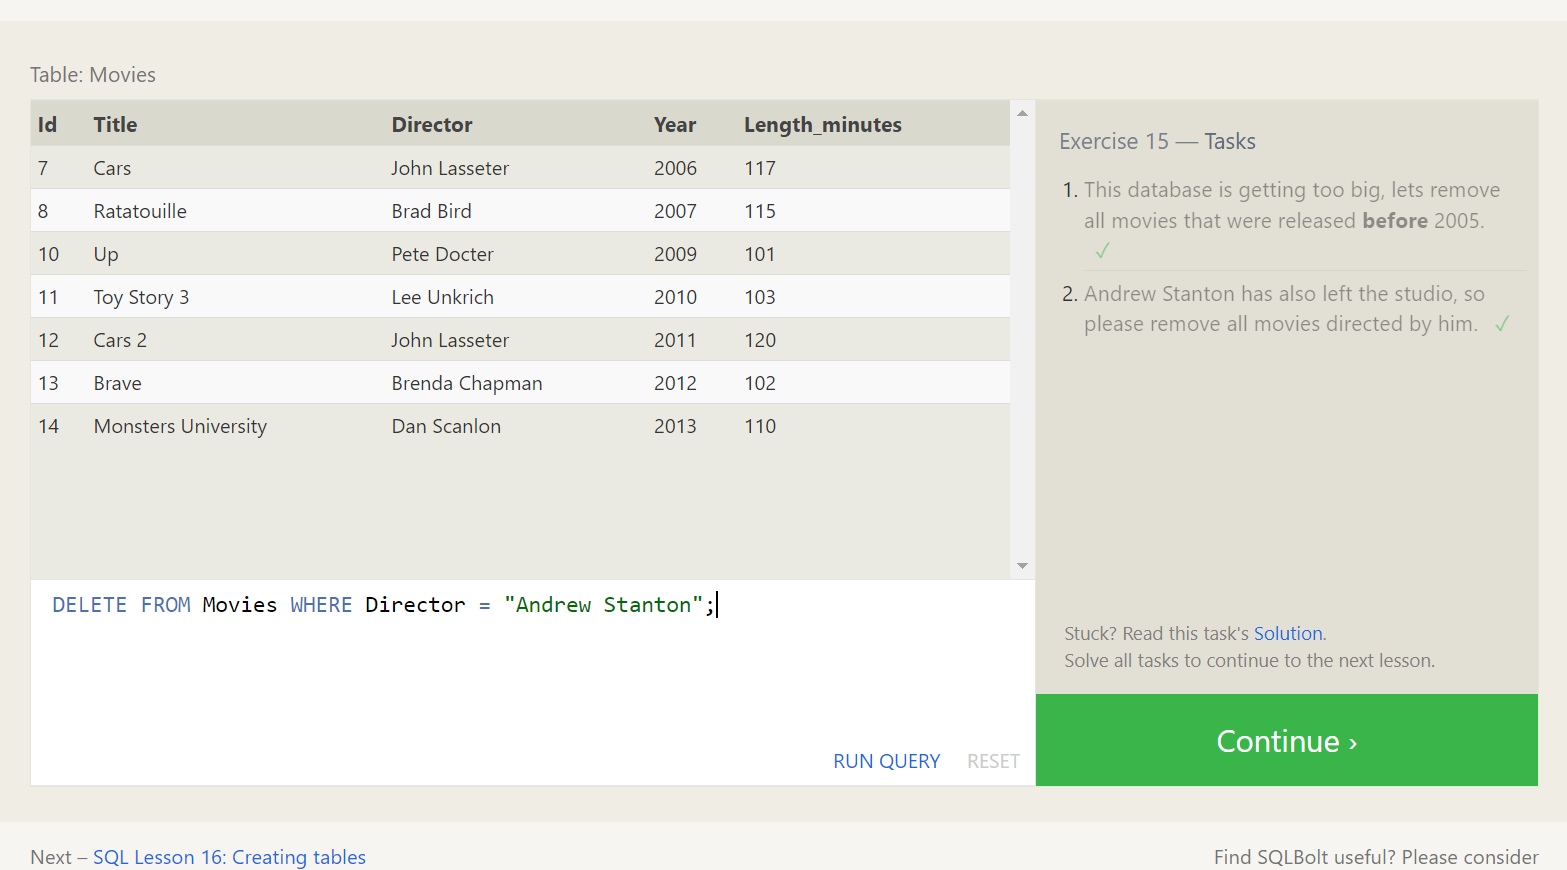 Table: Movies
Id Title Director Year Length_minutes
7 Cars John Lasseter 2006 117
8 Ratatouille Brad Bird 2007 115
10 Up Pete Docter 2009 101
11 Toy Story 3 Lee Unkrich 2010 103
12 Cars 2 John Lasseter 2011 120
13 Brave Brenda Chapman 2012 102
14 Monsters University Dan Scanlon 2013 110
DELETE FROM Movies WHERE Director = "Andrew Stanton";
RUN QUERY RESET
Exercise 15 — Tasks
1. This database is getting too big, lets remove
all movies that were released before 2005.
✓
2. Andrew Stanton has also left the studio, so
please remove all movies directed by him. ✓
Stuck? Read this task's Solution.
Solve all tasks to continue to the next lesson.
Continue ›
Next – SQL Lesson 16: Creating tables
Find SQLBolt useful? Please consider